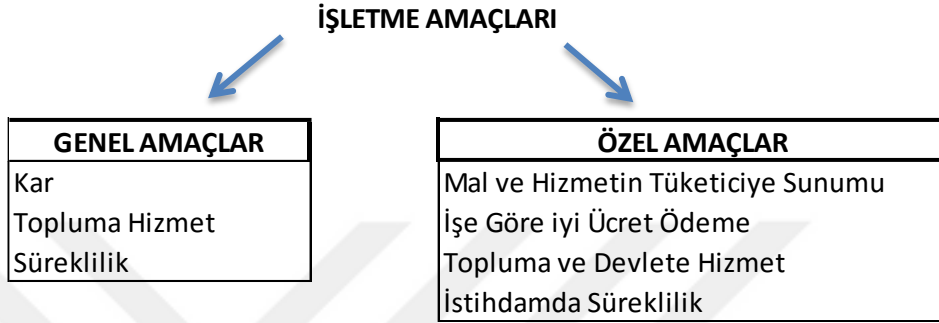 İŞLETME AMAÇLARI
GENEL AMAÇLAR
Kar
Topluma Hizmet
Süreklilik
ÖZEL AMAÇLAR
Mal ve Hizmetin Tüketiciye Sunumu
İşe Göre iyi Ücret Ödeme
Topluma ve Devlete Hizmet
İstihdamda Süreklilik